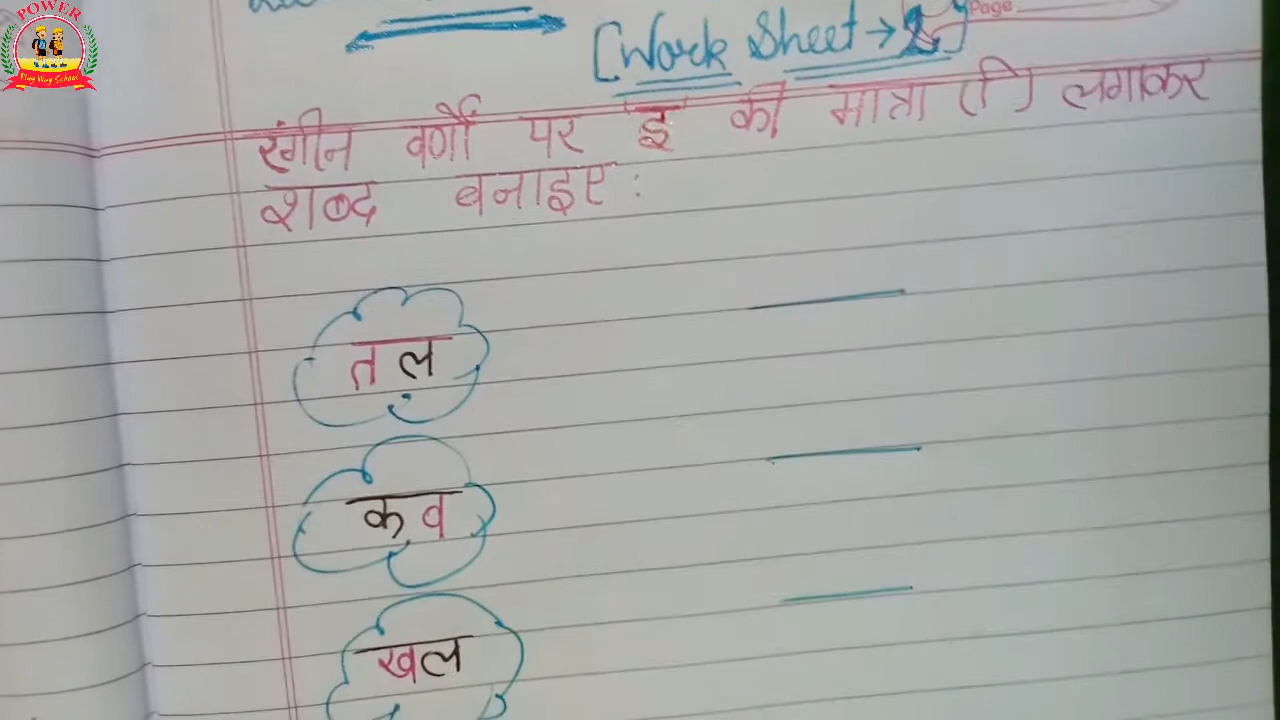 POWER
Play Way School
Page
(Work Sheet → 2)
रंगीन वर्णों पर इ की मात्रा (ि) लगाकर
शब्द बनाइए :
तल
कव
खल